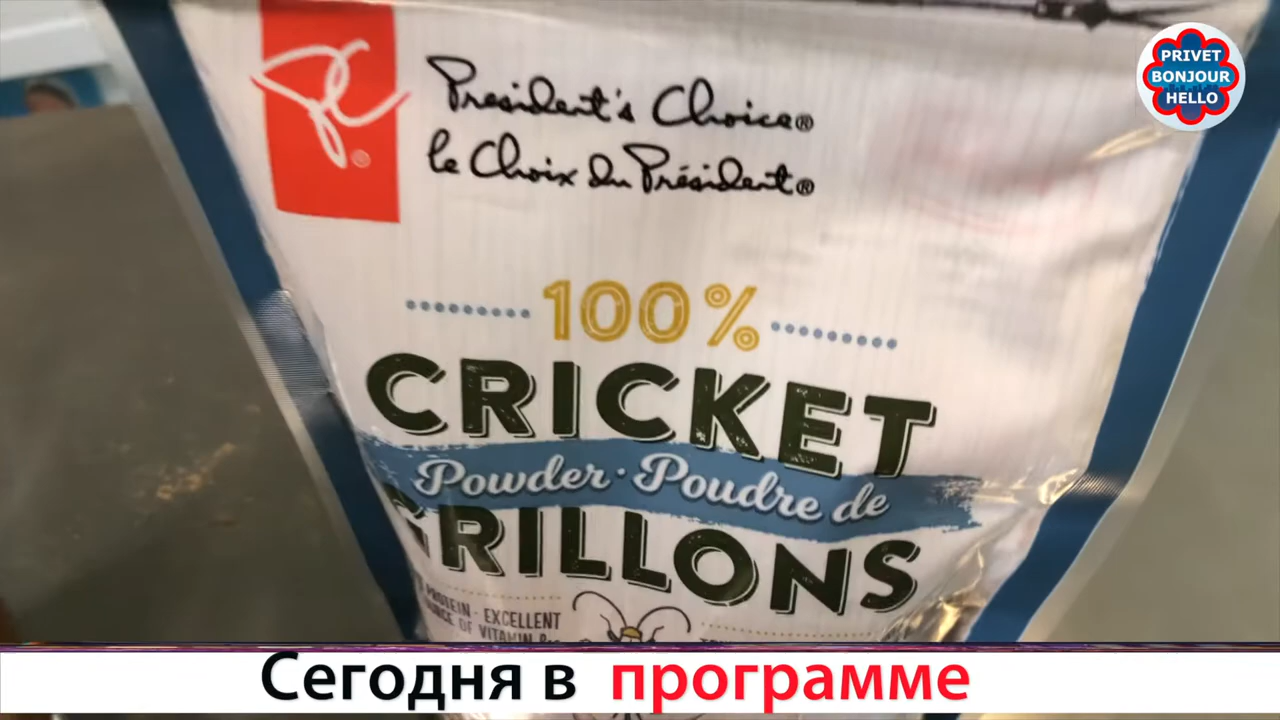 PRIVET
BONJOUR
HELLO
President's Choice®
le Choix du Président®
100%
CRICKET
Powder · Poudre de
GRILLONS
PROTEIN · EXCELLENT
OF VITAMIN
Сегодня в программе